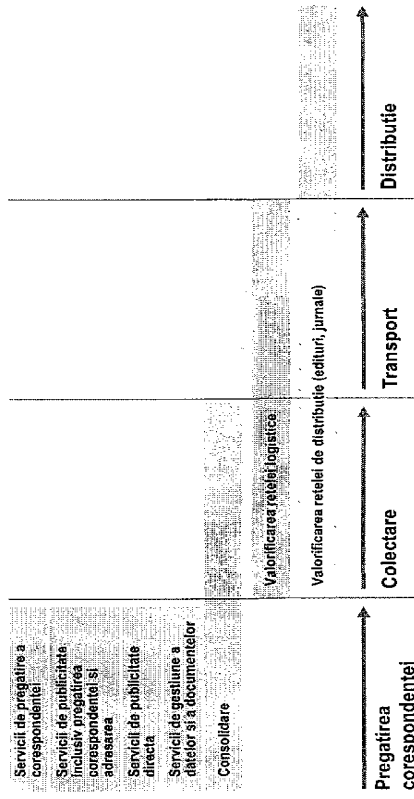 Servicii de pregatire a
corespondentei
Servicii de publicitate
inclusiv pregatirea
corespondentei si
adresarea
Servicii de publicitate
directa
Servicii de gestiune a
datelor si a documentelor
Consolidare
Valorificarea retelei logistice
Valorificarea retelei de distributie (edituri, jurnale)
Pregatirea
corespondentei
Colectare
Transport
Distributie